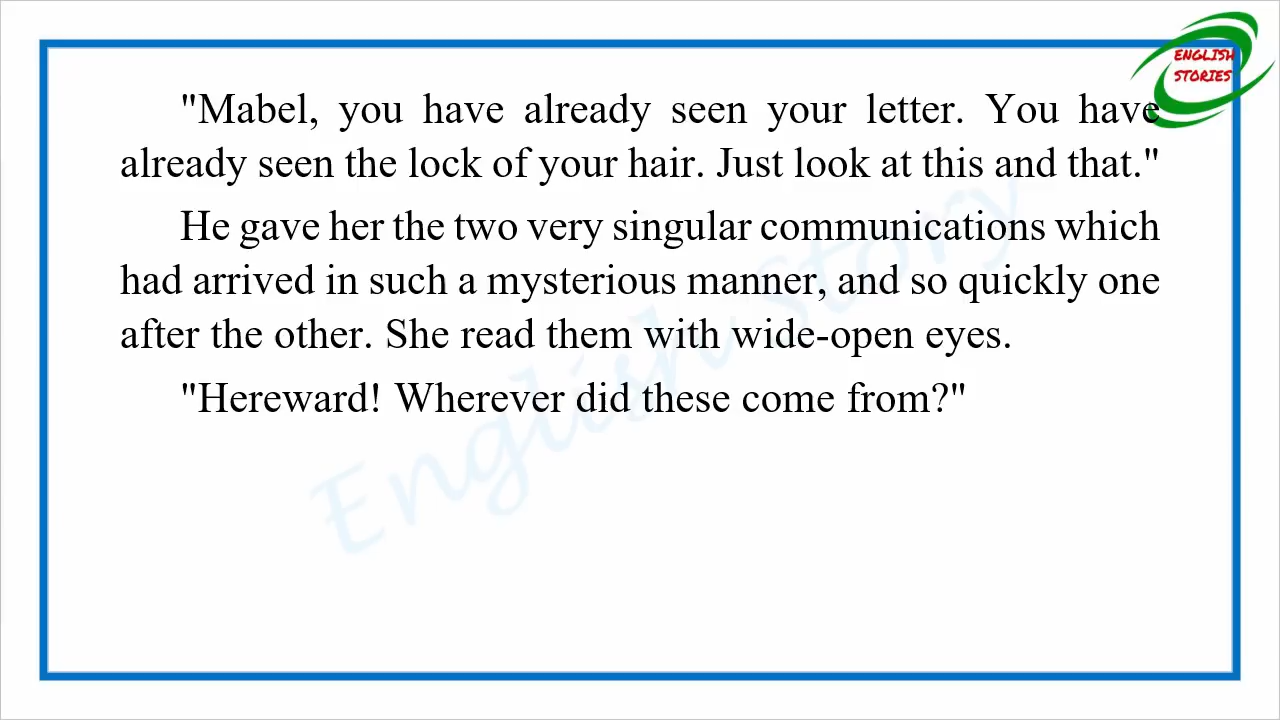 ENGLISH
STORIES
"Mabel, you have already seen your letter. You have
already seen the lock of your hair. Just look at this and that."
He gave her the two very singular communications which
had arrived in such a mysterious manner, and so quickly one
after the other. She read them with wide-open eyes.
"Hereward! Wherever did these come from?"
English Story